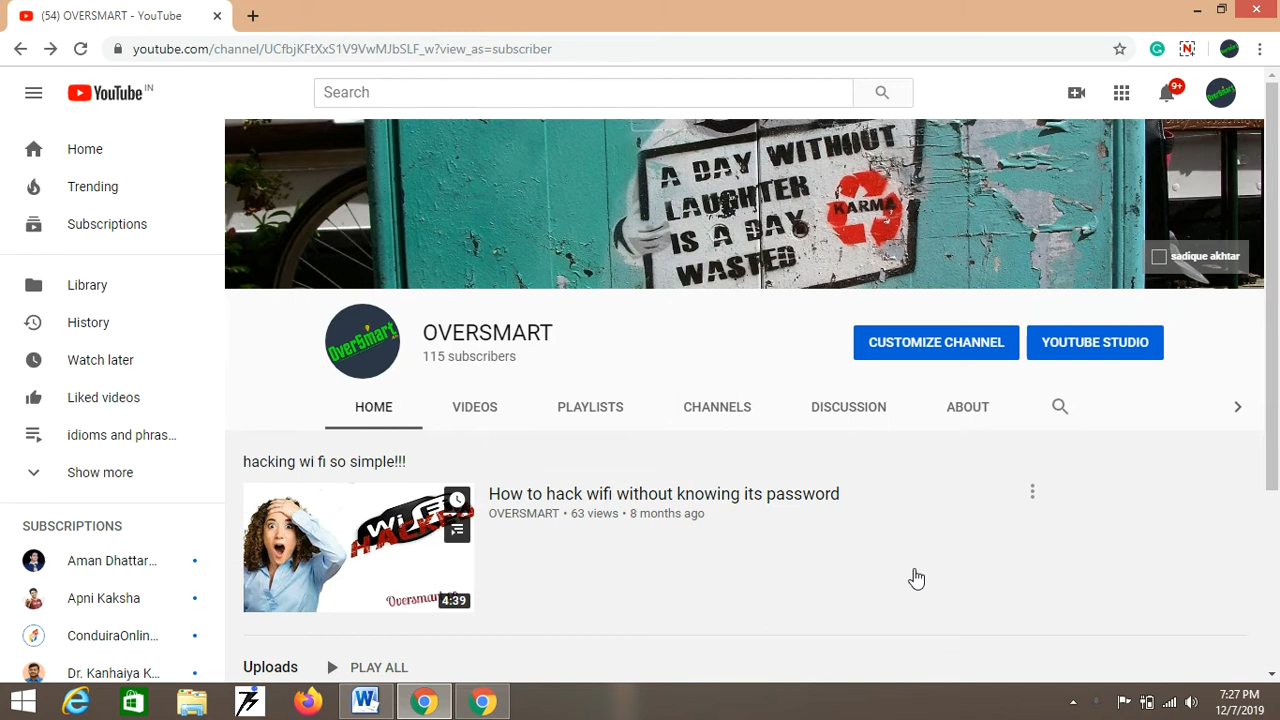 (54) OVERSMART - YouTube
youtube.com/channel/UCfbjKFtXxS1V9VwMJbSLF_w?view_as=subscriber
YouTube IN
Search
9+
Home
Trending
Subscriptions
Library
History
Watch later
Liked videos
idioms and phras...
Show more
SUBSCRIPTIONS
Aman Dhattar...
Apni Kaksha
ConduiraOnlin...
Dr. Kanhaiya K...
A DAY WITHOUT
LAUGHTER
IS A DAY
WASTED
KARMA
sadique akhtar
OverSmart
OVERSMART
115 subscribers
CUSTOMIZE CHANNEL
YOUTUBE STUDIO
HOME VIDEOS PLAYLISTS CHANNELS DISCUSSION ABOUT
hacking wi fi so simple!!!
How to hack wifi without knowing its password
OVERSMART • 63 views • 8 months ago
HACKED
4:39
Uploads PLAY ALL
7:27 PM
12/7/2019